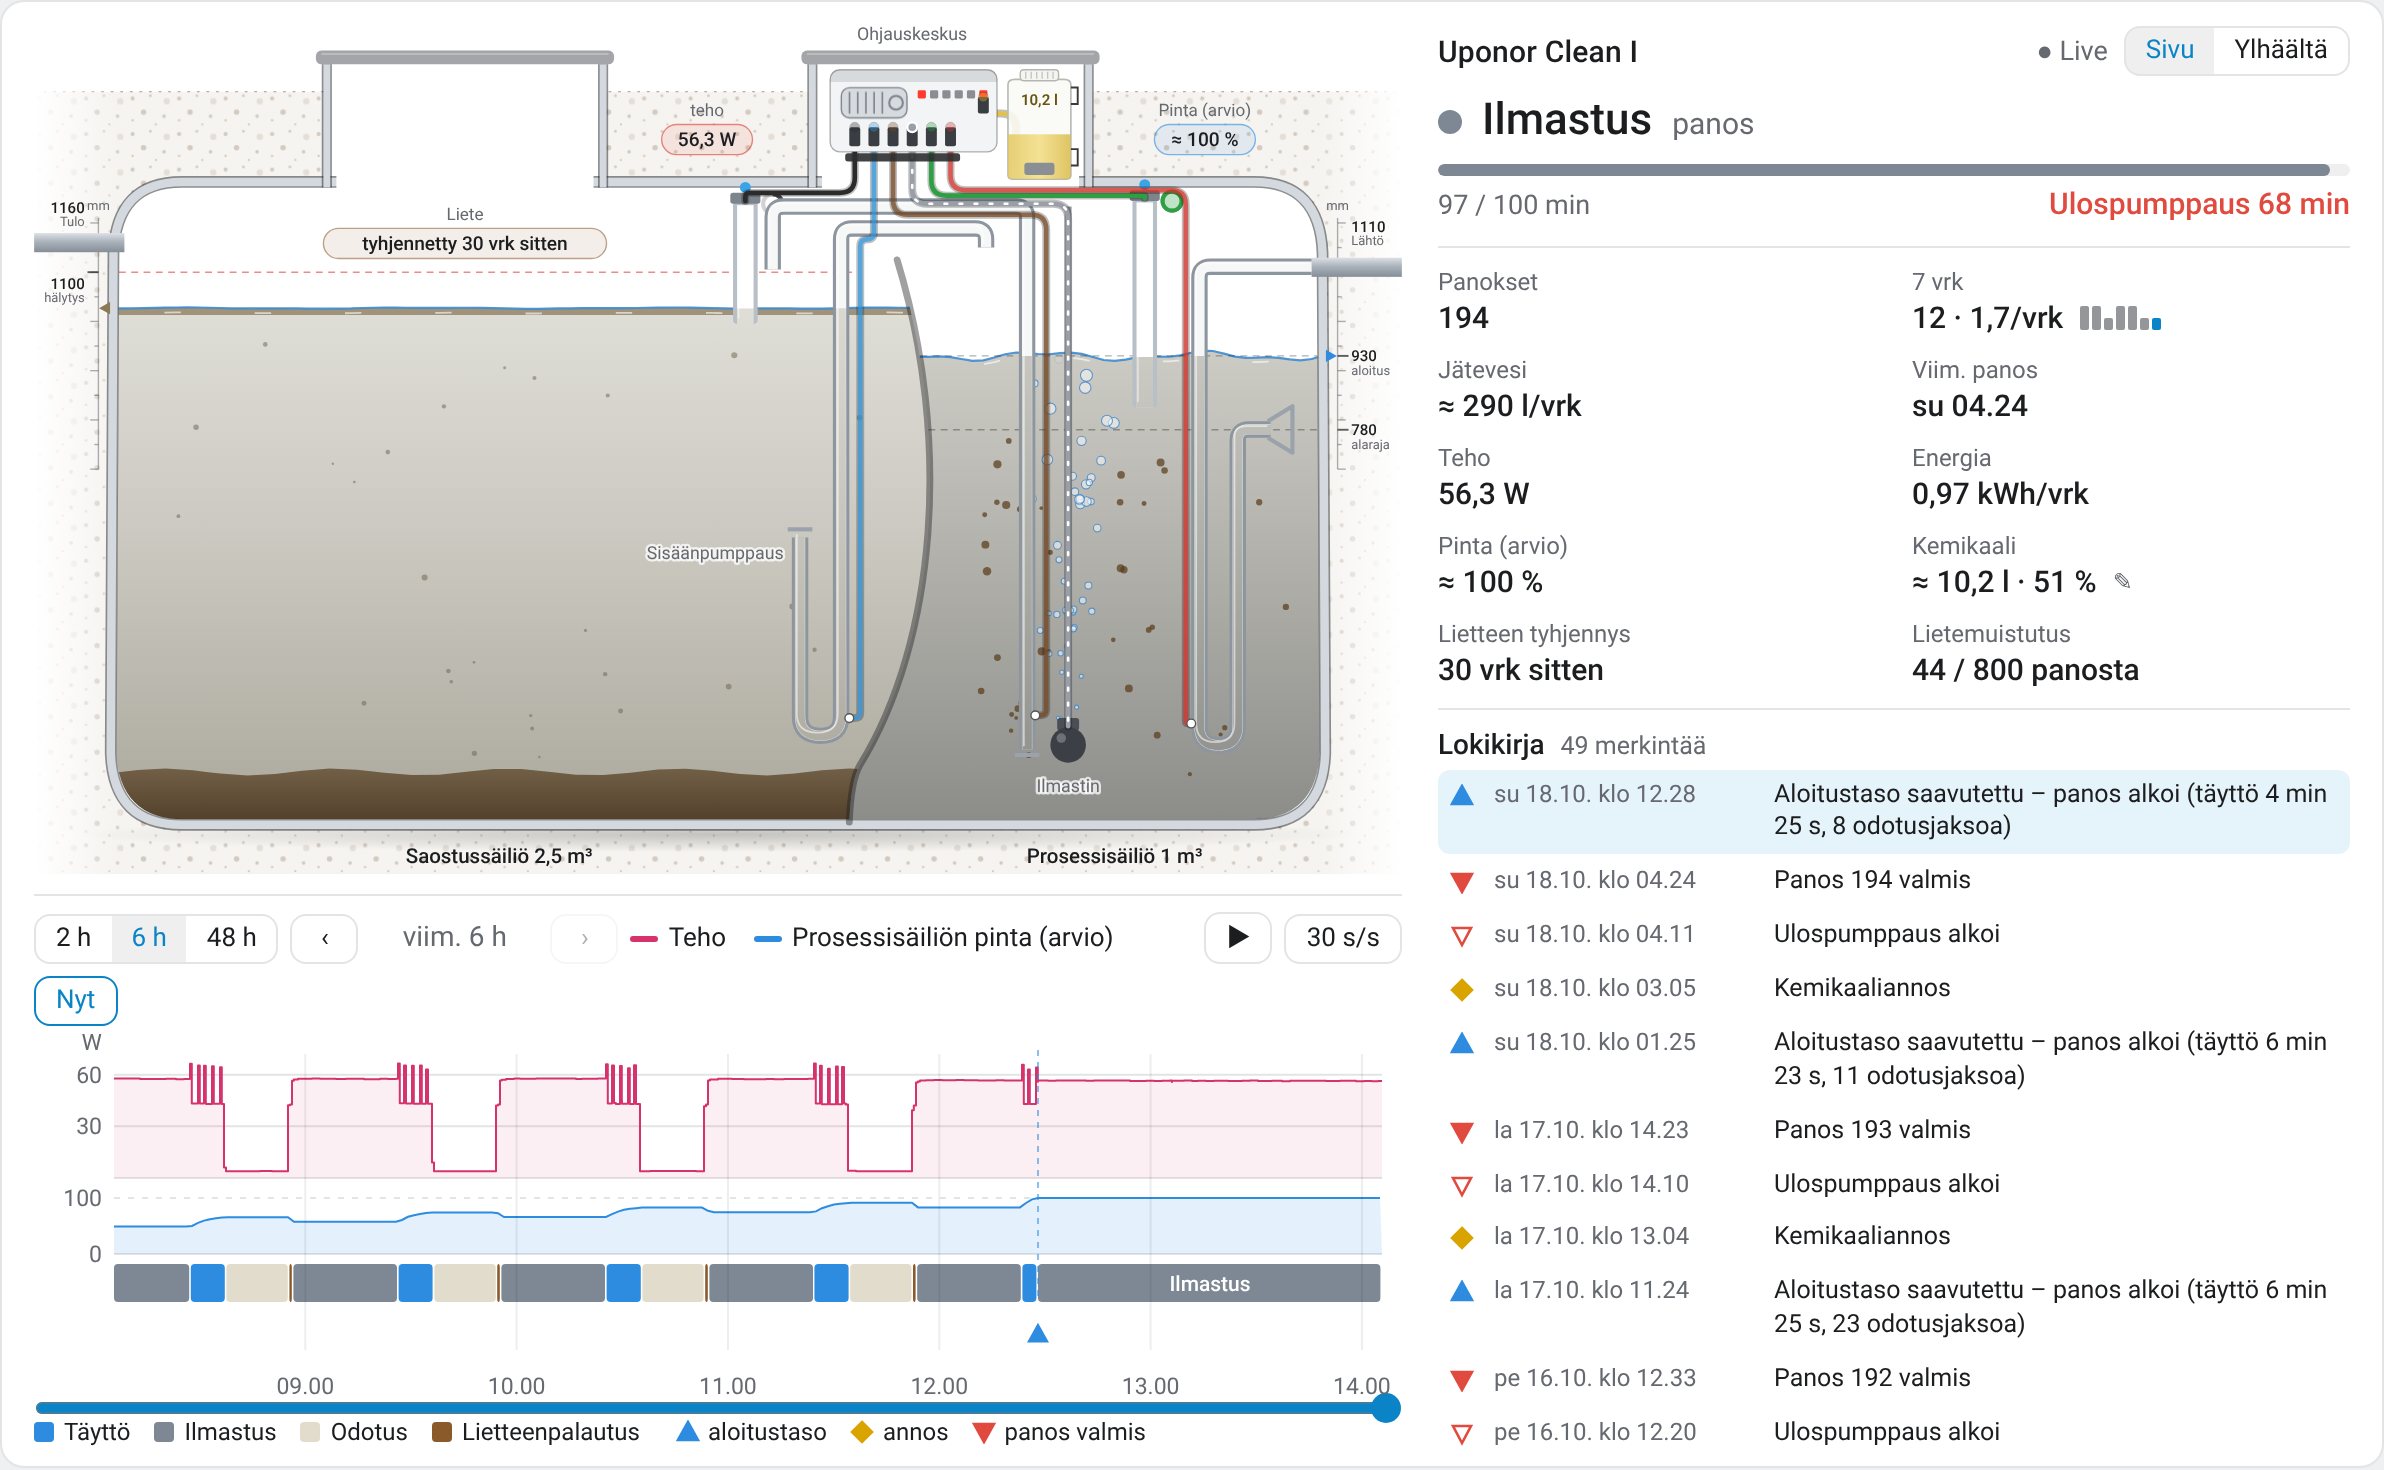 Ohjauskeskus
teho
56,3 W
10,2 l
Pinta (arvio)
≈ 100 %
1160 mm
Tulo
Liete
tyhjennetty 30 vrk sitten
1100
hälytys
mm
1110
Lähtö
930
aloitus
780
alaraja
Sisäänpumppaus
Ilmastin
Saostussäiliö 2,5 m³
Prosessisäiliö 1 m³
2 h
6 h
48 h
‹
viim. 6 h
›
Teho
Prosessisäiliön pinta (arvio)
30 s/s
Nyt
W
60
30
100
0
Ilmastus
09.00 10.00 11.00 12.00 13.00 14.00
Täyttö Ilmastus Odotus Lietteenpalautus aloitustaso annos panos valmis
Uponor Clean I
Live
Sivu
Ylhäältä
Ilmastus panos
97 / 100 min
Ulospumppaus 68 min
Panokset
194
7 vrk
12 · 1,7/vrk
Jätevesi
≈ 290 l/vrk
Viim. panos
su 04.24
Teho
56,3 W
Energia
0,97 kWh/vrk
Pinta (arvio)
≈ 100 %
Kemikaali
≈ 10,2 l · 51 %
Lietteen tyhjennys
30 vrk sitten
Lietemuistutus
44 / 800 panosta
Lokikirja 49 merkintää
su 18.10. klo 12.28 Aloitustaso saavutettu – panos alkoi (täyttö 4 min
25 s, 8 odotusjaksoa)
su 18.10. klo 04.24 Panos 194 valmis
su 18.10. klo 04.11 Ulospumppaus alkoi
su 18.10. klo 03.05 Kemikaaliannos
su 18.10. klo 01.25 Aloitustaso saavutettu – panos alkoi (täyttö 6 min
23 s, 11 odotusjaksoa)
la 17.10. klo 14.23 Panos 193 valmis
la 17.10. klo 14.10 Ulospumppaus alkoi
la 17.10. klo 13.04 Kemikaaliannos
la 17.10. klo 11.24 Aloitustaso saavutettu – panos alkoi (täyttö 6 min
25 s, 23 odotusjaksoa)
pe 16.10. klo 12.33 Panos 192 valmis
pe 16.10. klo 12.20 Ulospumppaus alkoi